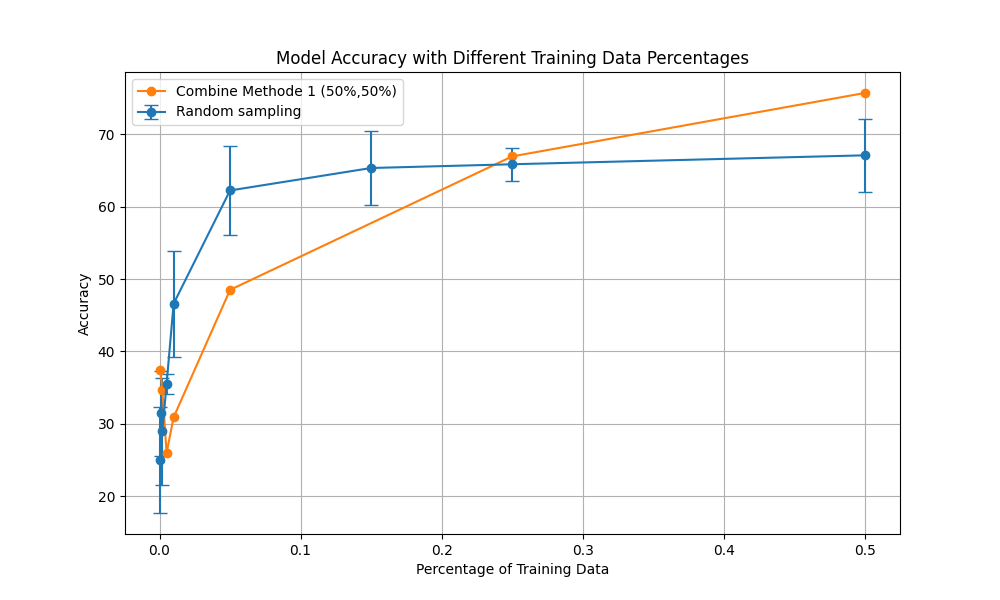 Model Accuracy with Different Training Data Percentages
Combine Methode 1 (50%,50%)
Random sampling
Accuracy
70
60
50
40
30
20
0.0 0.1 0.2 0.3 0.4 0.5
Percentage of Training Data